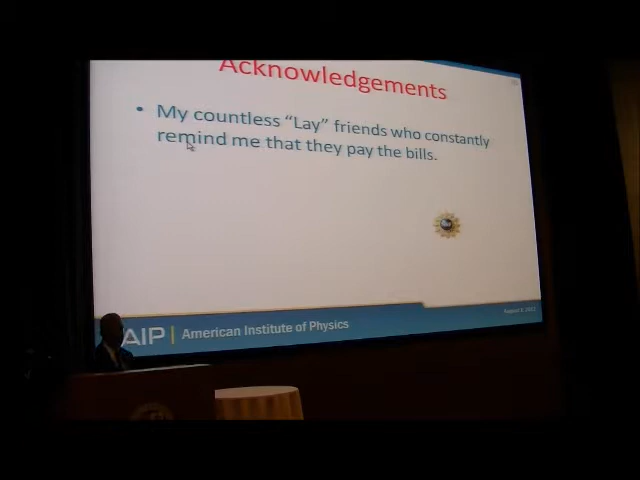 Acknowledgements
• My countless “Lay” friends who constantly
remind me that they pay the bills.
AIP | American Institute of Physics